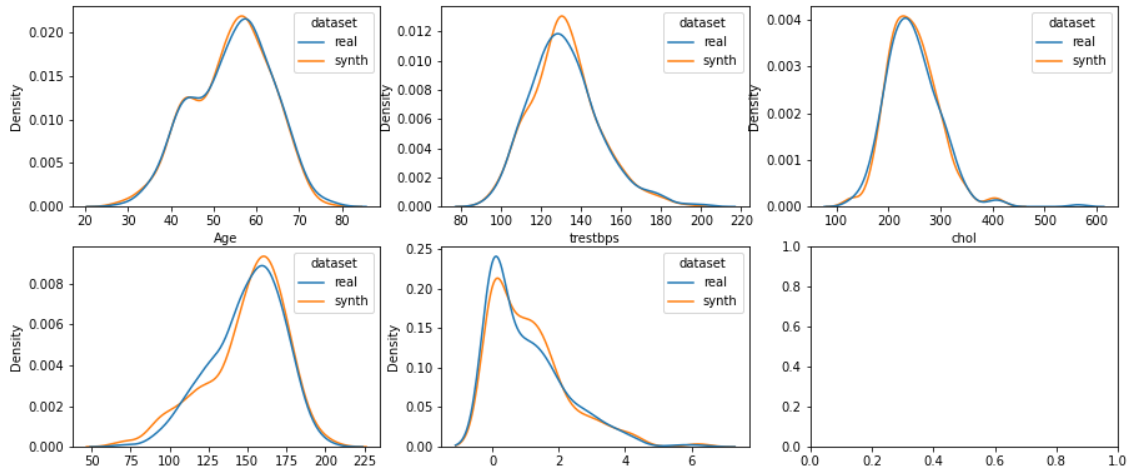 dataset
real
synth
Density
0.020
0.015
0.010
0.005
0.000
20 30 40 50 60 70 80
Age
dataset
real
synth
Density
0.012
0.010
0.008
0.006
0.004
0.002
0.000
80 100 120 140 160 180 200 220
trestbps
dataset
real
synth
Density
0.004
0.003
0.002
0.001
0.000
100 200 300 400 500 600
chol
dataset
real
synth
Density
0.008
0.006
0.004
0.002
0.000
50 75 100 125 150 175 200 225
dataset
real
synth
Density
0.25
0.20
0.15
0.10
0.05
0.00
0 2 4 6
1.0
0.8
0.6
0.4
0.2
0.0
0.0 0.2 0.4 0.6 0.8 1.0